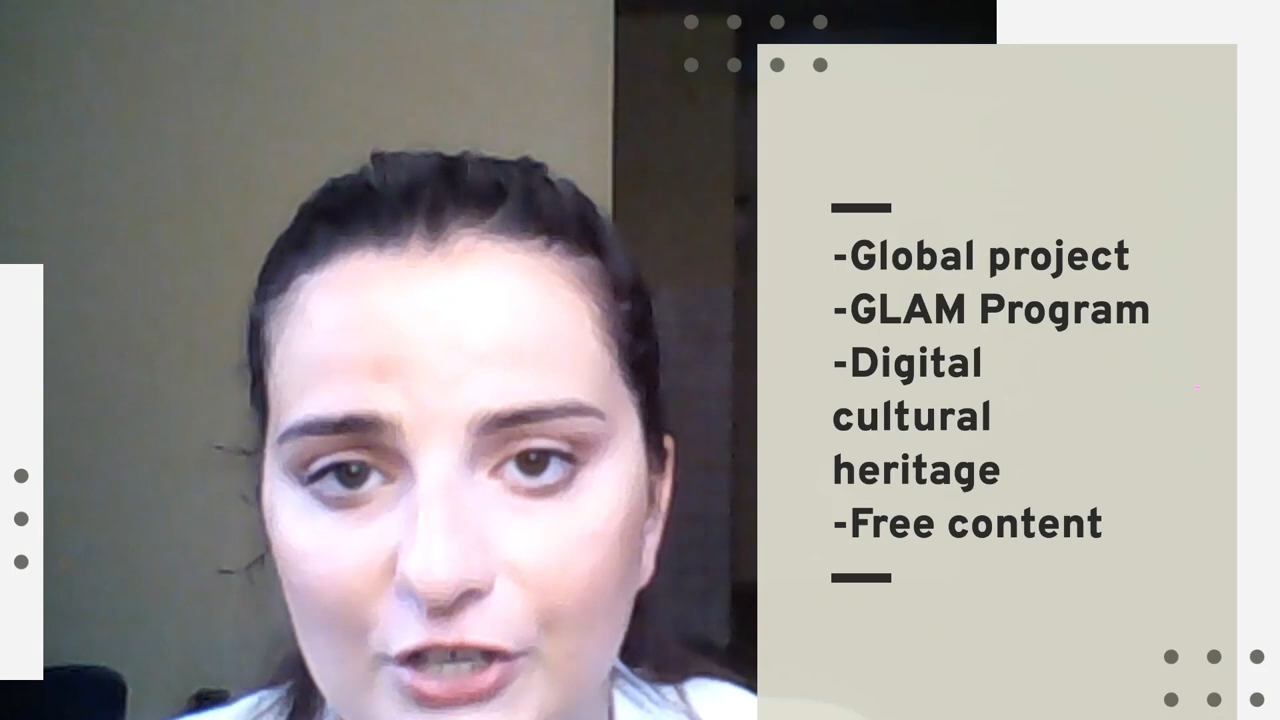 -Global project
-GLAM Program
-Digital
cultural
heritage
-Free content